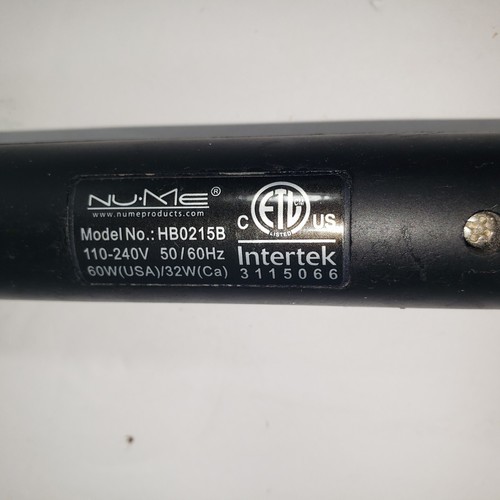 NUME®
www.numeproducts.com
Model No.: HB0215B
110-240V 50/60Hz
60W(USA)/32W(Ca)
C ETL CM US
LISTED
Intertek
3115066